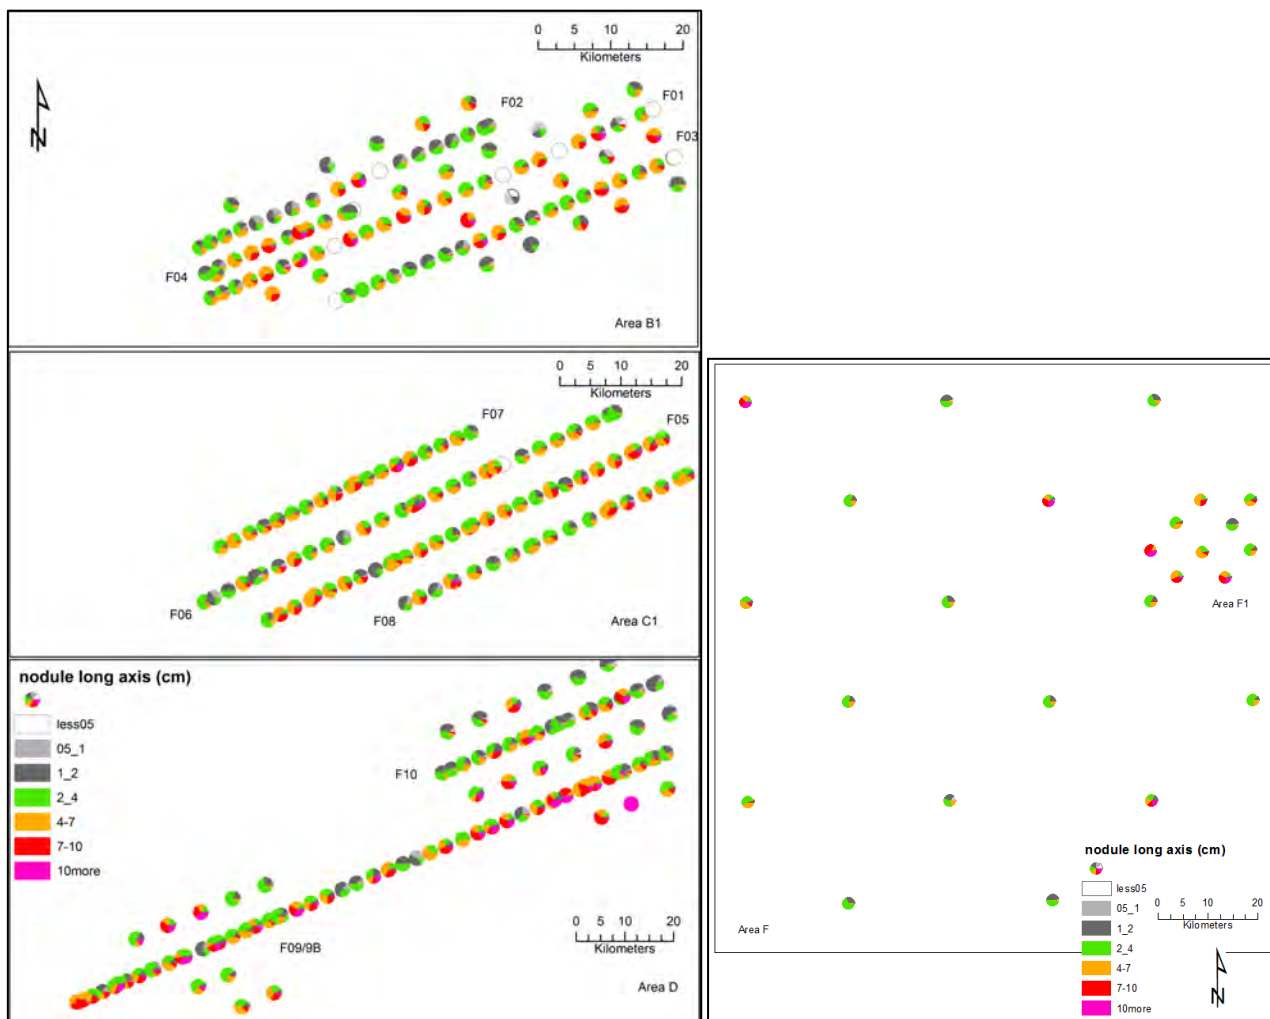 0 5 10 20
Kilometers
N
F02
F01
F03
F04
Area B1
0 5 10 20
Kilometers
F07
F05
F06
F08
Area C1
nodule long axis (cm)
less05
05_1
1_2
2_4
4-7
7-10
10more
F10
F09/9B
0 5 10 20
Kilometers
Area D
Area F1
Area F
nodule long axis (cm)
less05
05_1
1_2
2_4
4-7
7-10
10more
0 5 10 20
Kilometers
N